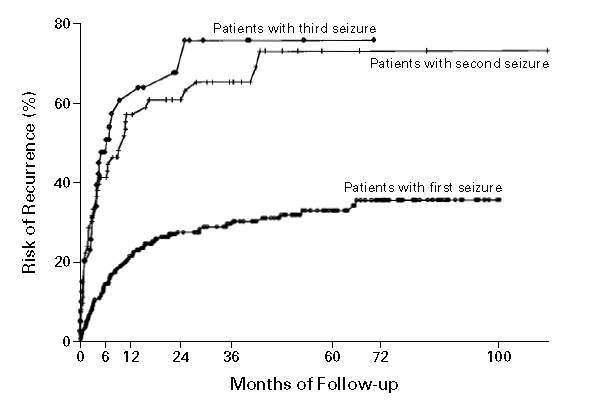 80
Patients with third seizure
Patients with second seizure
60
Risk of Recurrence (%)
40
Patients with first seizure
20
0
0 6 12 24 36 60 72 100
Months of Follow-up